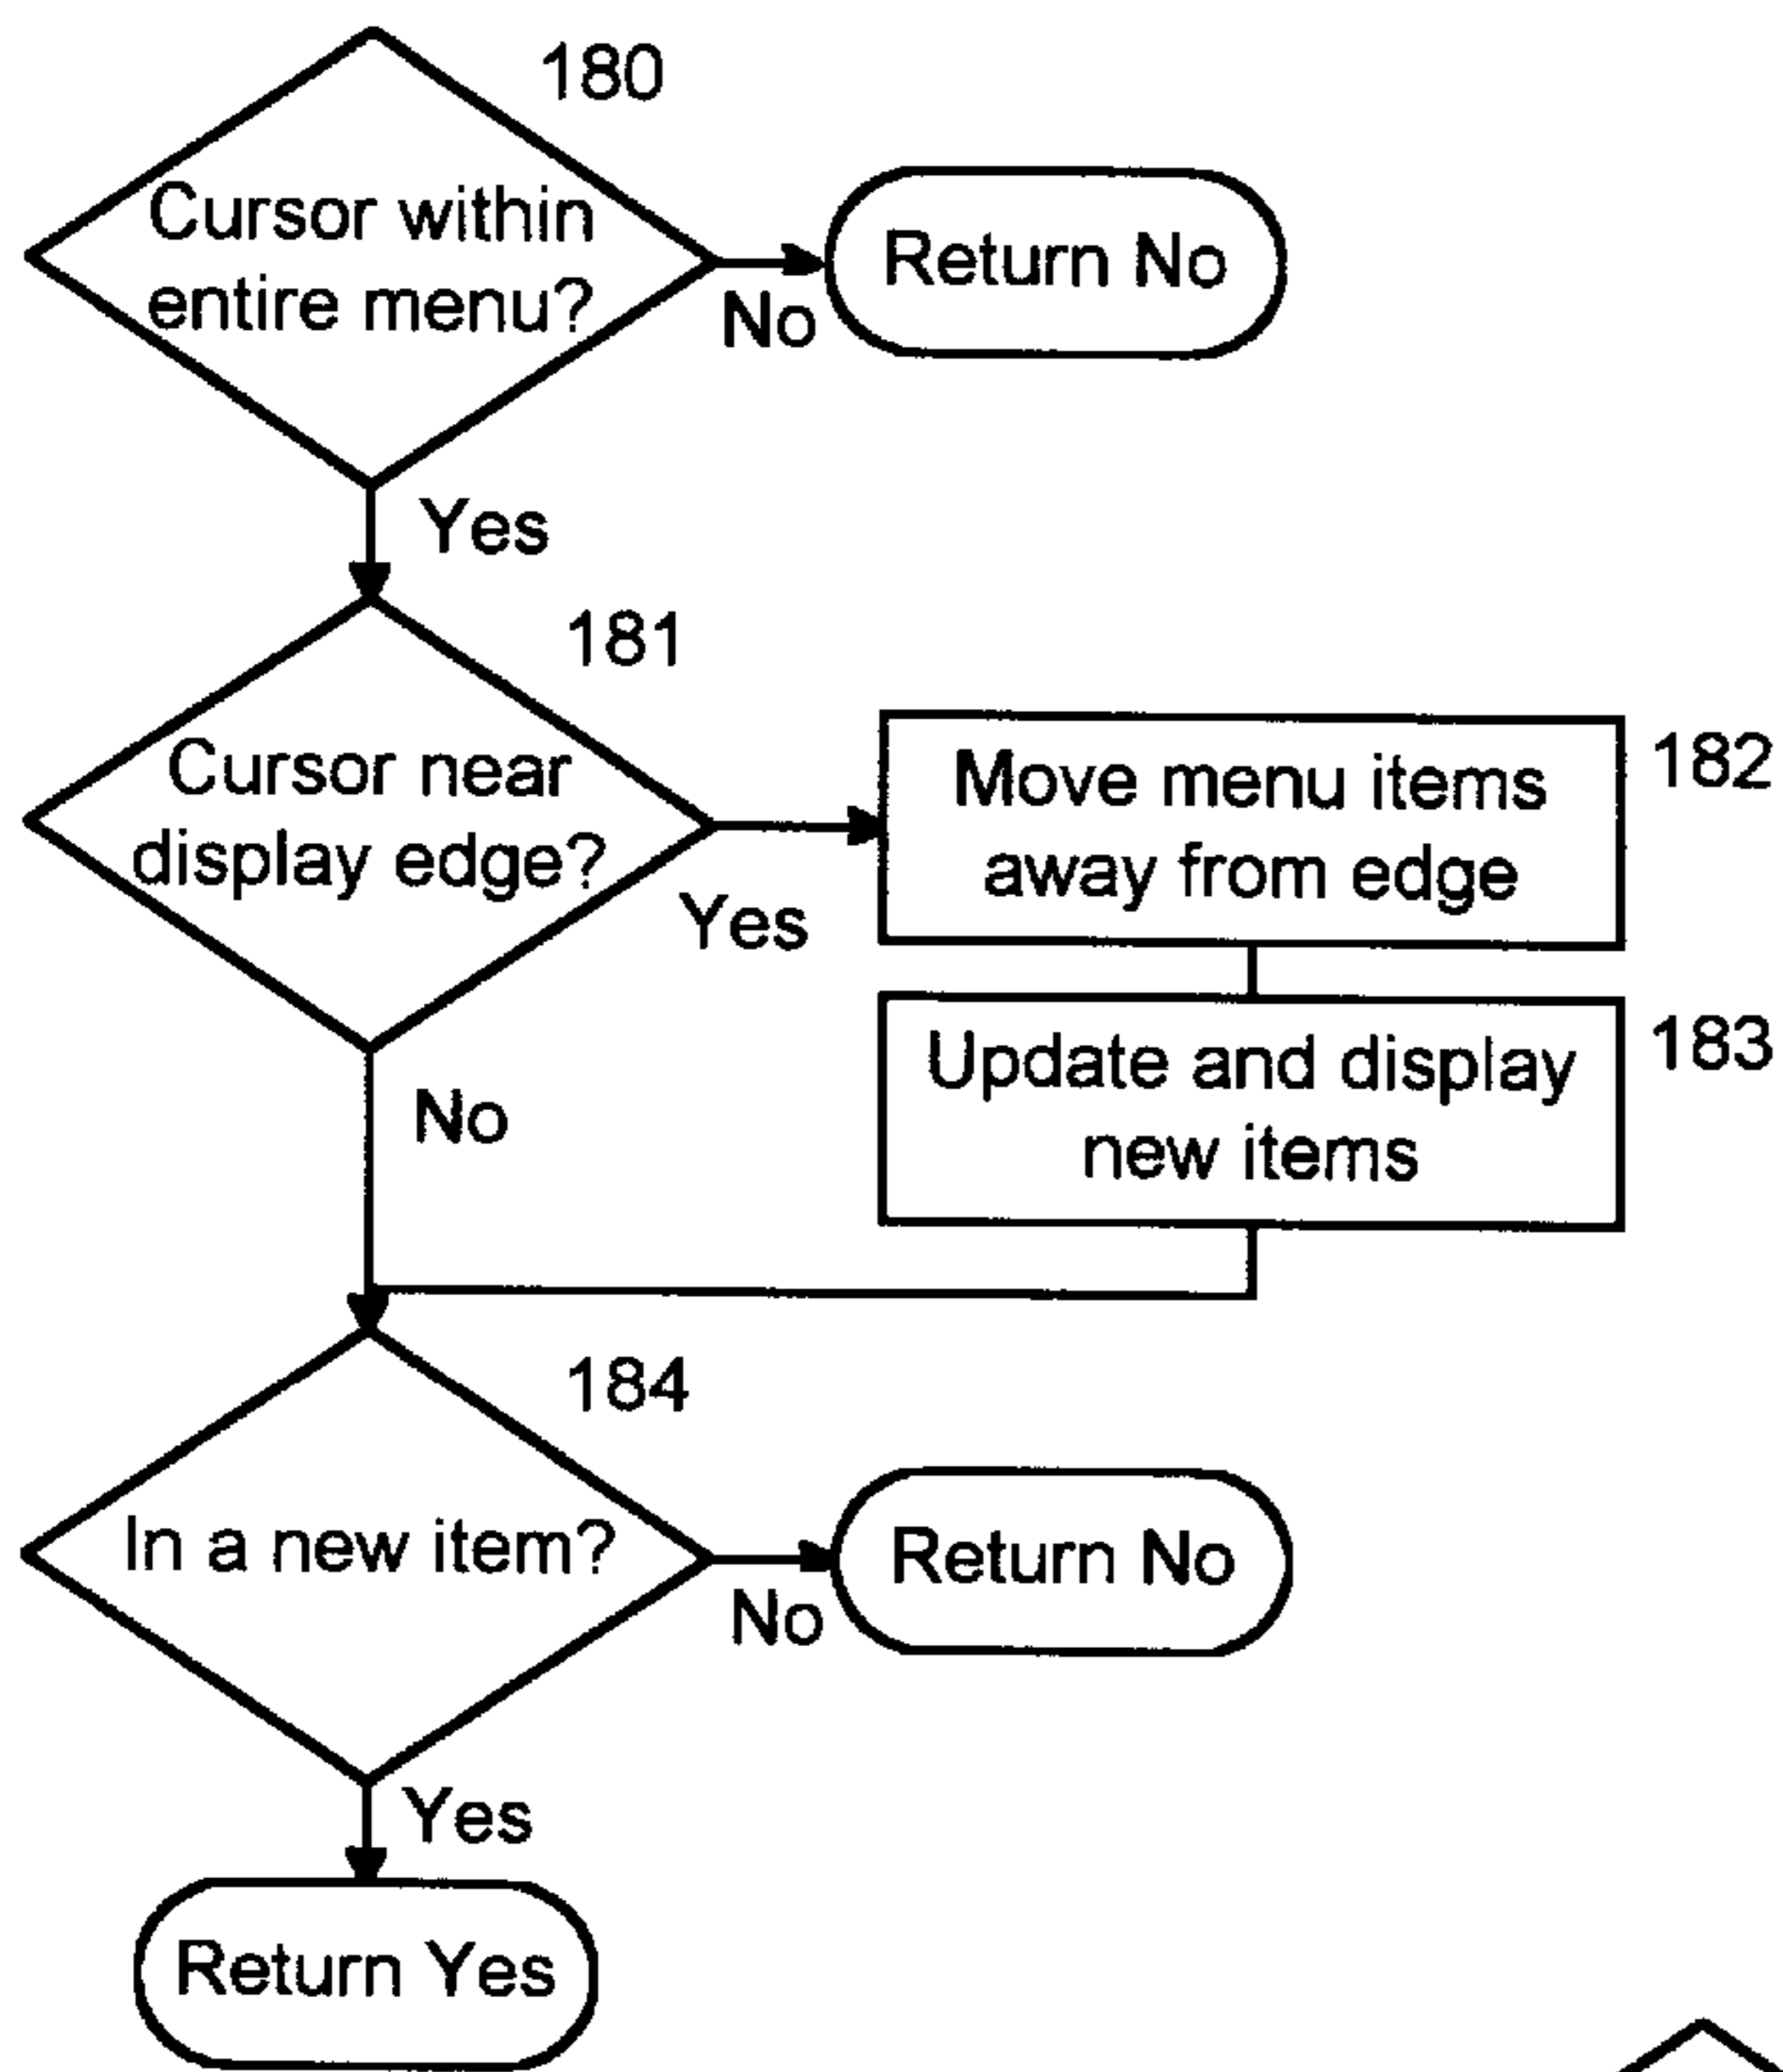 180
Cursor within
entire menu?
No
Return No
Yes
181
Cursor near
display edge?
Yes
Move menu items
away from edge
182
Update and display
new items
183
No
184
In a new item?
No
Return No
Yes
Return Yes